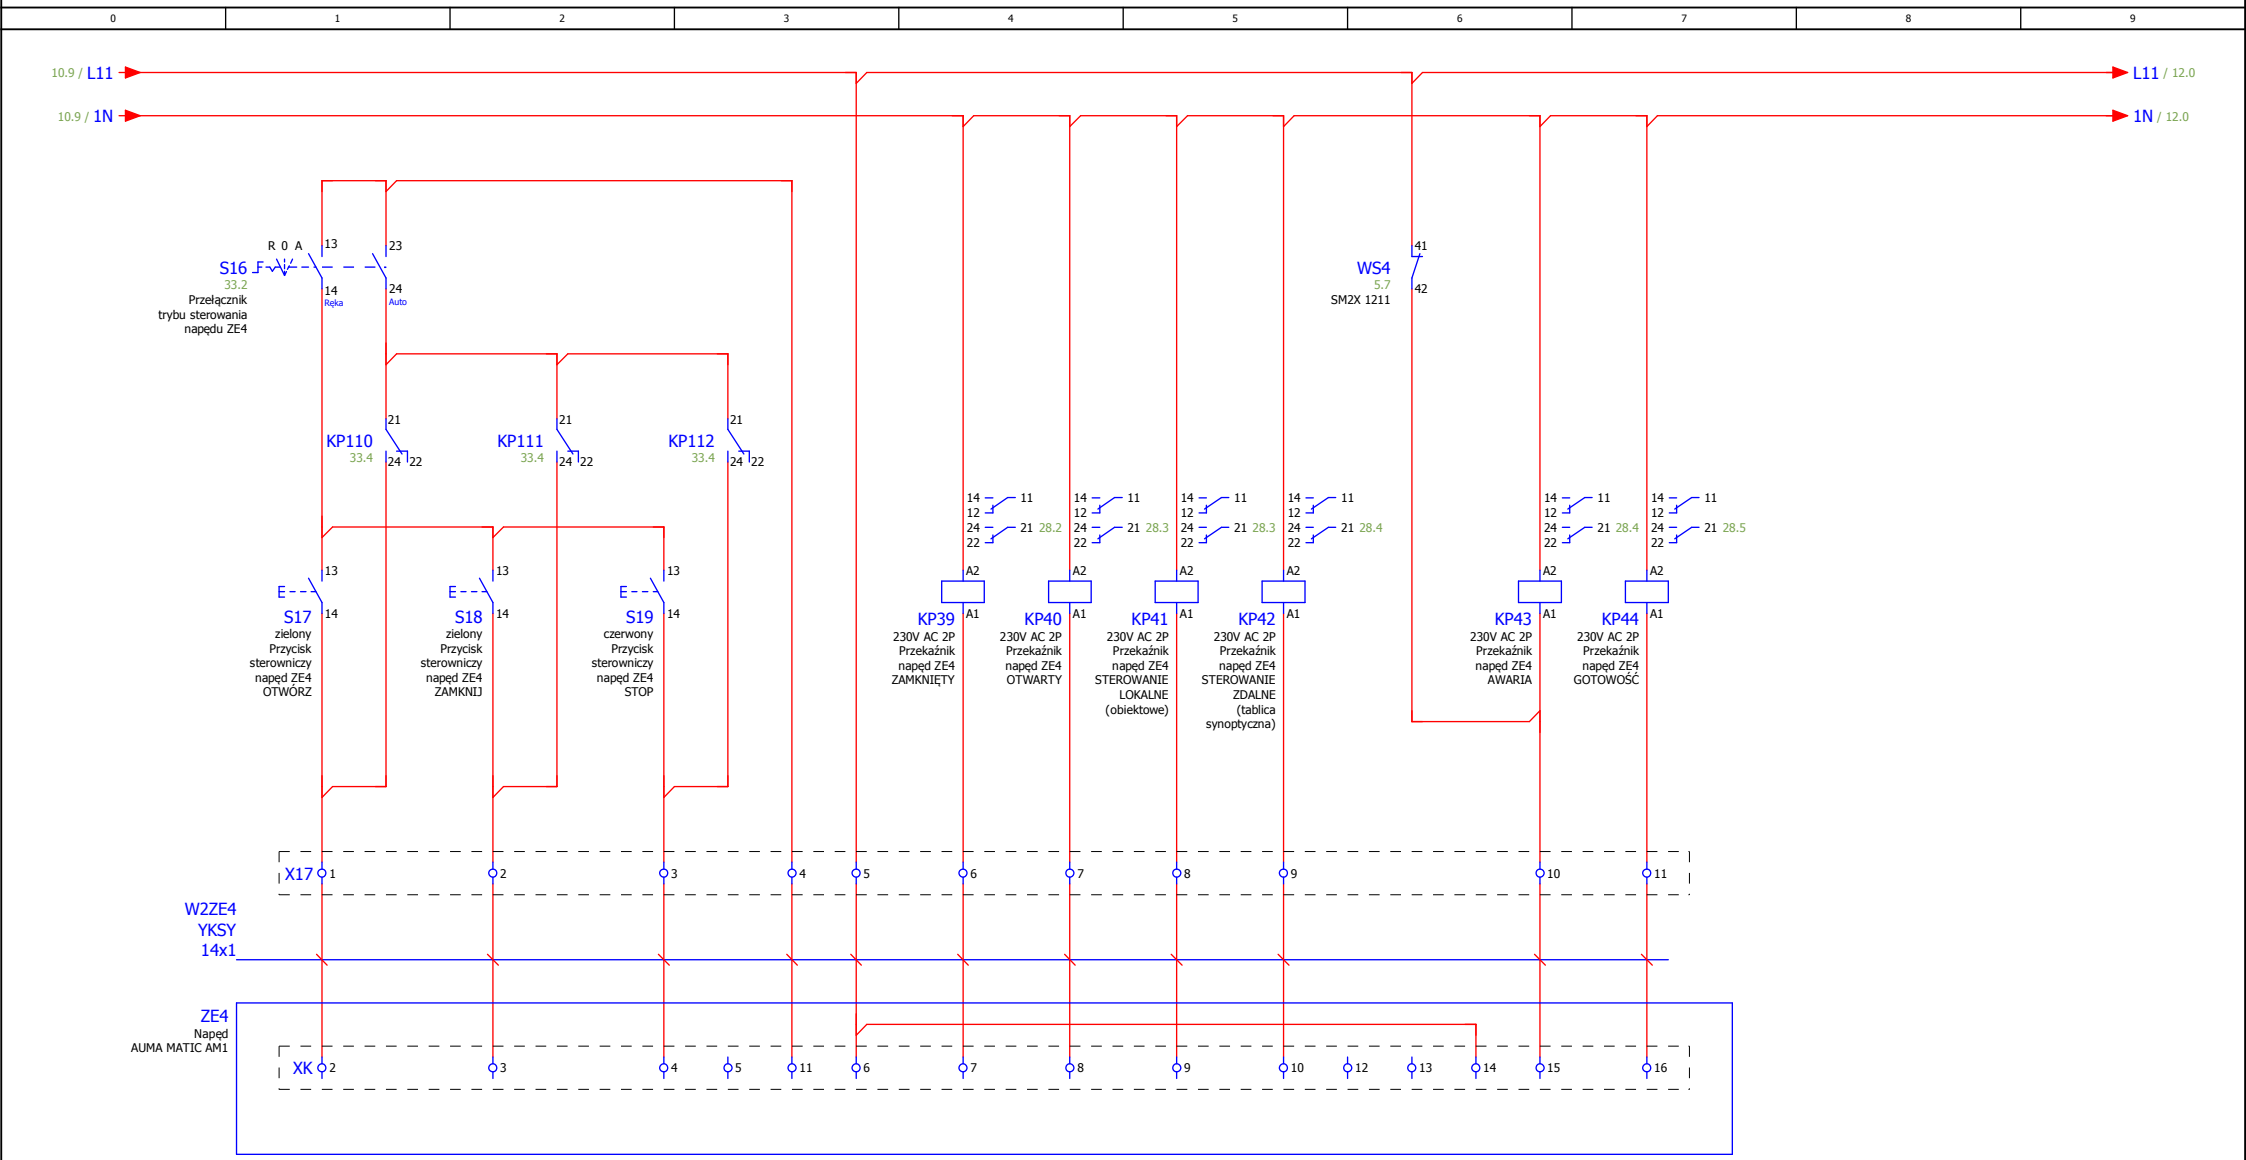 0 1 2 3 4 5 6 7 8 9
10.9 / L11
L11 / 12.0
10.9 / 1N
1N / 12.0
R 0 A
13
23
S16
33.2
14
Ręka
24
Auto
Przełącznik
trybu sterowania
napędu ZE4
41
WS4
5.7
42
SM2X 1211
21
KP110
33.4
24 22
21
KP111
33.4
24 22
21
KP112
33.4
24 22
13
E
S17
14
zielony
Przycisk
sterowniczy
napęd ZE4
OTWÓRZ
13
E
S18
14
zielony
Przycisk
sterowniczy
napęd ZE4
ZAMKNIJ
13
E
S19
14
czerwony
Przycisk
sterowniczy
napęd ZE4
STOP
14 11
12
24 21 28.2
22
A2
A1
KP39
230V AC 2P
Przekaźnik
napęd ZE4
ZAMKNIĘTY
14 11
12
24 21 28.3
22
A2
A1
KP40
230V AC 2P
Przekaźnik
napęd ZE4
OTWARTY
14 11
12
24 21 28.3
22
A2
A1
KP41
230V AC 2P
Przekaźnik
napęd ZE4
STEROWANIE
LOKALNE
(obiektowe)
14 11
12
24 21 28.4
22
A2
A1
KP42
230V AC 2P
Przekaźnik
napęd ZE4
STEROWANIE
ZDALNE
(tablica
synoptyczna)
14 11
12
24 21 28.4
22
A2
A1
KP43
230V AC 2P
Przekaźnik
napęd ZE4
AWARIA
14 11
12
24 21 28.5
22
A2
A1
KP44
230V AC 2P
Przekaźnik
napęd ZE4
GOTOWOŚĆ
X17 1 2 3 4 5 6 7 8 9 10 11
W2ZE4
YKSY
14x1
ZE4
Napęd
AUMA MATIC AM1
XK 2 3 4 5 11 6 7 8 9 10 12 13 14 15 16